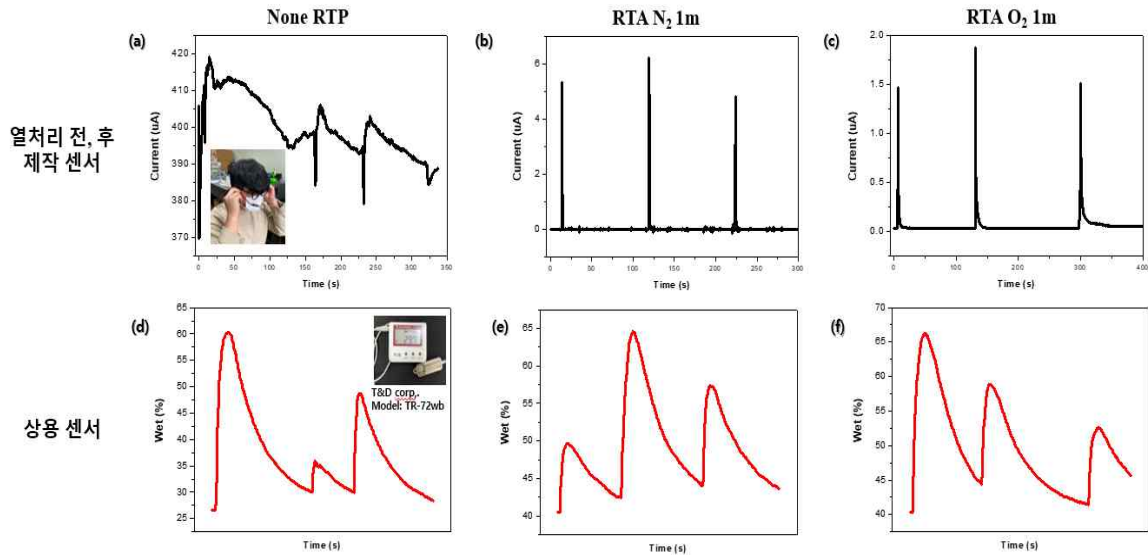 None RTP
RTA N₂ 1m
RTA O₂ 1m
열처리 전, 후
제작 센서
(a)
Current (uA)
420
410
400
390
380
370
0 50 100 150 200 250 300 350
Time (s)
(b)
Current (uA)
6
4
2
0
0 50 100 150 200 250 300
Time (s)
(c)
Current (uA)
2.0
1.5
1.0
0.5
0.0
0 100 200 300 400
Time (s)
상용 센서
(d)
Wet (%)
65
60
55
50
45
40
35
30
25
T&D corp,.
Model: TR-72wb
Time (s)
(e)
Wet (%)
65
60
55
50
45
40
Time (s)
(f)
Wet (%)
70
65
60
55
50
45
40
Time (s)